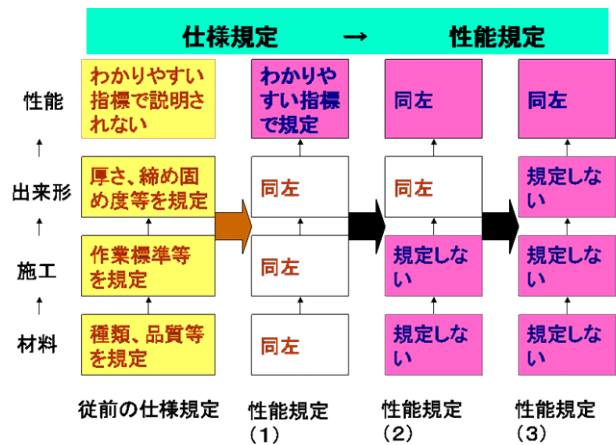 仕様規定 → 性能規定
性能
わかりやすい
指標で説明され
ない
わかりや
すい指標
で規定
同左
同左
出来形
厚さ、締め固
め度等を規定
同左
同左
規定しな
い
施工
作業標準等
を規定
同左
規定しな
い
規定しな
い
材料
種類、品質等
を規定
同左
規定しな
い
規定しな
い
従前の仕様規定
性能規定
(1)
性能規定
(2)
性能規定
(3)